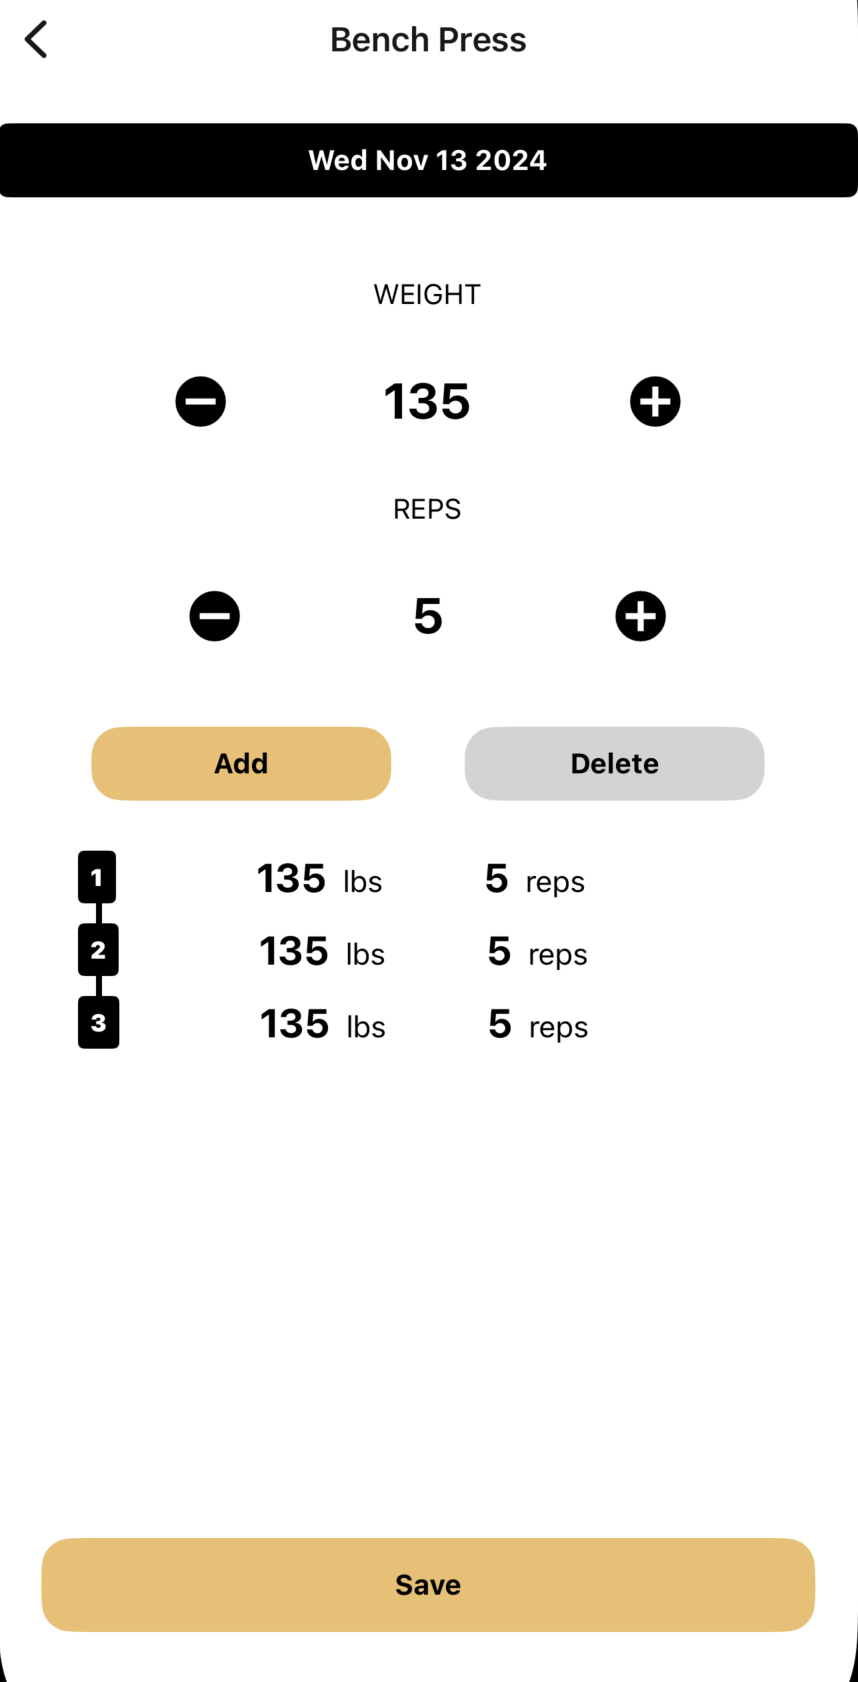 Bench Press
Wed Nov 13 2024
WEIGHT
135
REPS
5
Add Delete
1 135 lbs 5 reps
2 135 lbs 5 reps
3 135 lbs 5 reps
Save